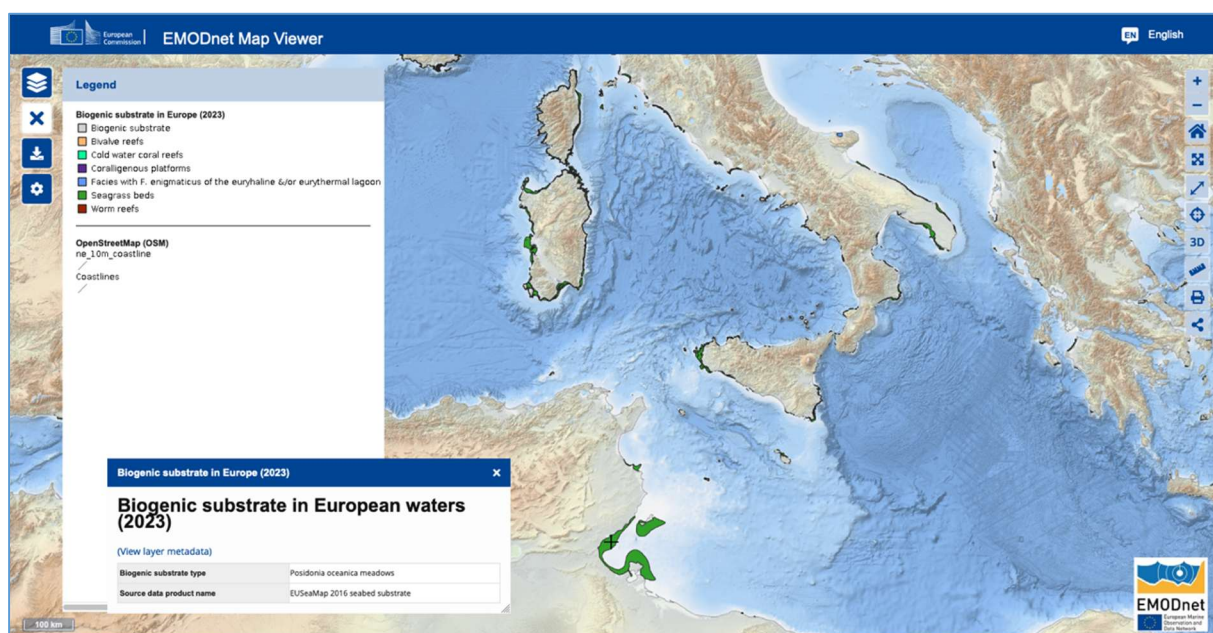 European
Commission
EMODnet Map Viewer
EN English
Legend
Biogenic substrate in Europe (2023)
Biogenic substrate
Bivalve reefs
Cold water coral reefs
Coralligenous platforms
Facies with F. enigmaticus of the euryhaline &/or eurythermal lagoon
Seagrass beds
Worm reefs
OpenStreetMap (OSM)
ne_10m_coastline
Coastlines
+
−
3D
Biogenic substrate in Europe (2023)
Biogenic substrate in European waters
(2023)
(View layer metadata)
Biogenic substrate type Posidonia oceanica meadows
Source data product name EUSeaMap 2016 seabed substrate
100 km
EMODnet
European Marine
Observation and
Data Network